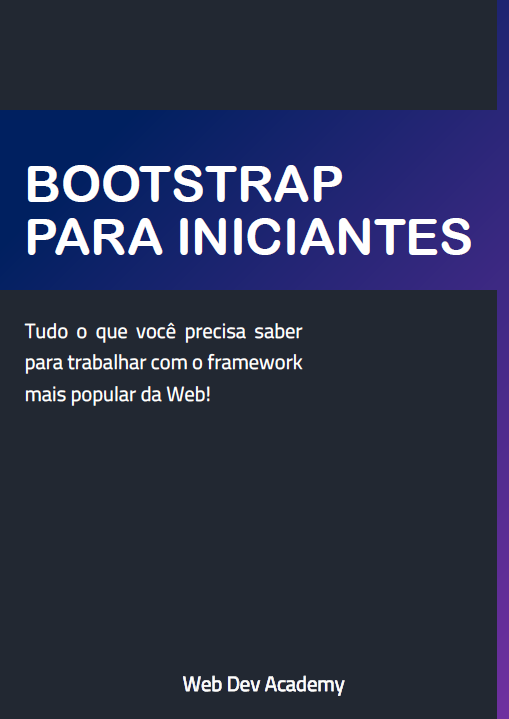 BOOTSTRAP
PARA INICIANTES
Tudo o que você precisa saber
para trabalhar com o framework
mais popular da Web!
Web Dev Academy